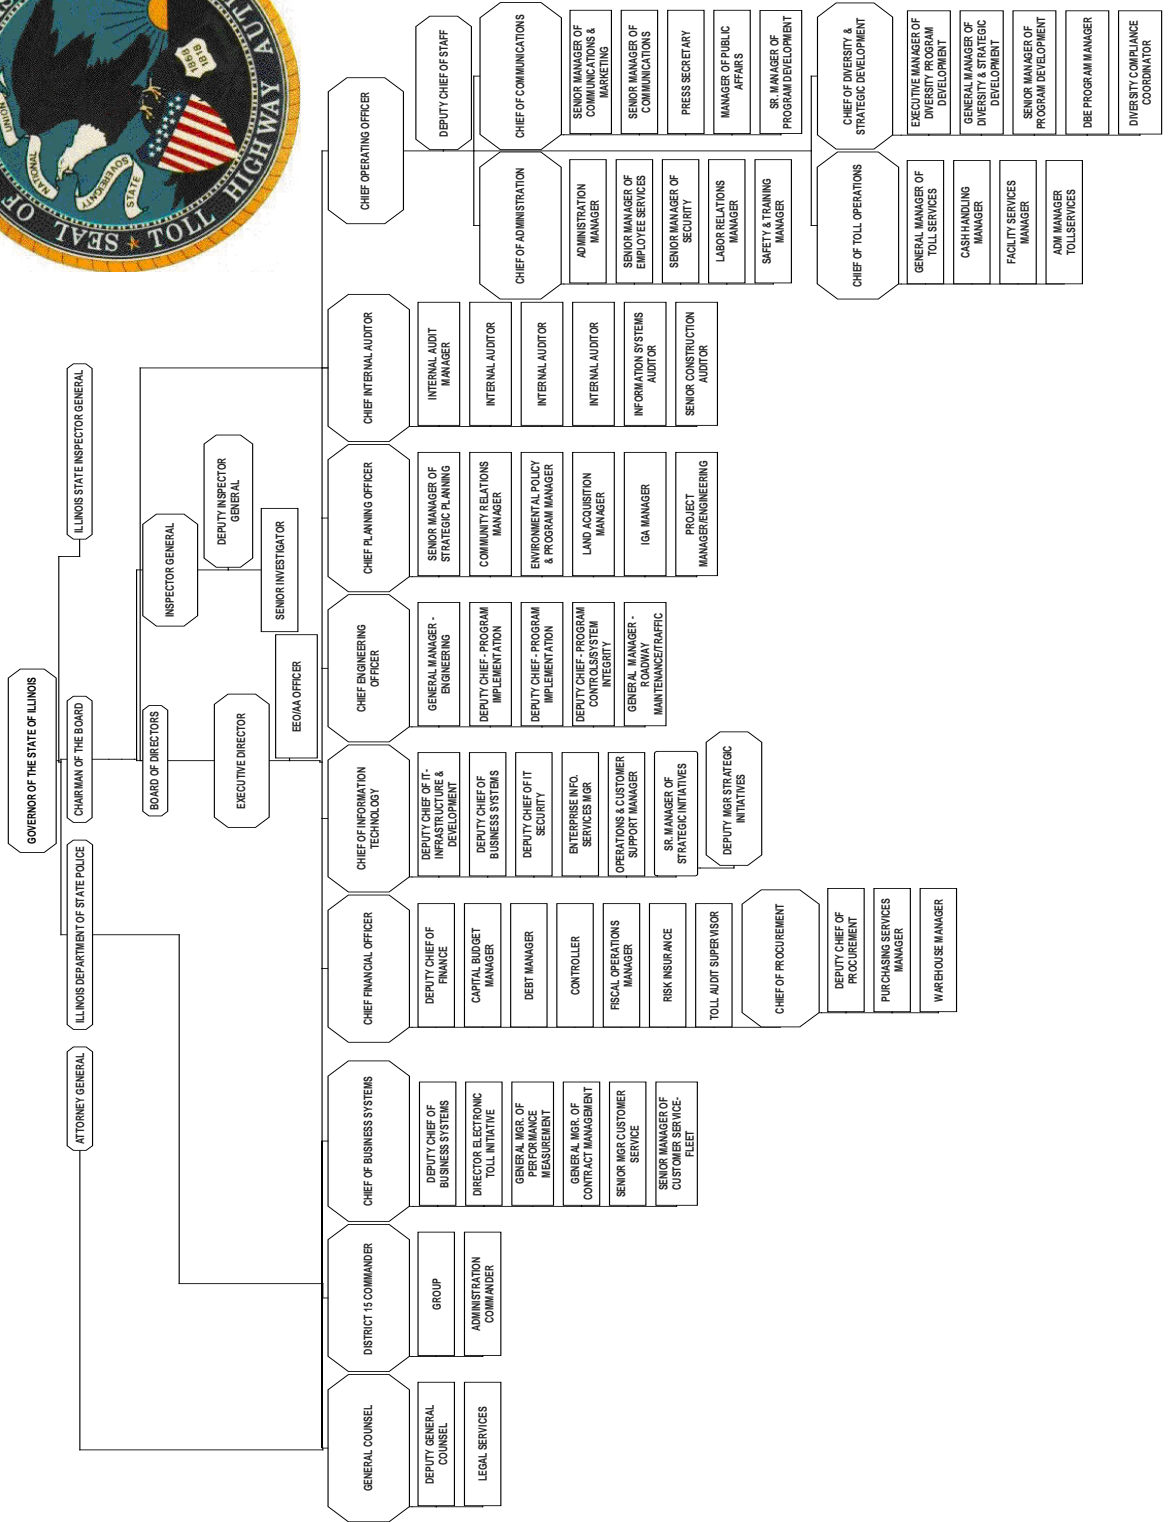 GOVERNOR OF THE STATE OF ILLINOIS
ATTORNEY GENERAL
ILLINOIS DEPARTMENT OF STATE POLICE
CHAIRMAN OF THE BOARD
ILLINOIS STATE INSPECTOR GENERAL
BOARD OF DIRECTORS
INSPECTOR GENERAL
DEPUTY INSPECTOR
GENERAL
SENIOR INVESTIGATOR
EXECUTIVE DIRECTOR
EEO/AA OFFICER
GENERAL COUNSEL
DEPUTY GENERAL
COUNSEL
LEGAL SERVICES
DISTRICT 15 COMMANDER
GROUP
ADMINISTRATION
COMMANDER
CHIEF OF BUSINESS SYSTEMS
DEPUTY CHIEF OF
BUSINESS SYSTEMS
DIRECTOR ELECTRONIC
TOLL INITIATIVE
GENERAL MGR. OF
PERFORMANCE
MEASUREMENT
GENERAL MGR. OF
CONTRACT MANAGEMENT
SENIOR MGR CUSTOMER
SERVICE
SENIOR MANAGER OF
CUSTOMER SERVICE-
FLEET
CHIEF FINANCIAL OFFICER
DEPUTY CHIEF OF
FINANCE
CAPITAL BUDGET
MANAGER
DEBT MANAGER
CONTROLLER
FISCAL OPERATIONS
MANAGER
RISK INSURANCE
TOLL AUDIT SUPERVISOR
CHIEF OF PROCUREMENT
DEPUTY CHIEF OF
PROCUREMENT
PURCHASING SERVICES
MANAGER
WAREHOUSE MANAGER
CHIEF OF INFORMATION
TECHNOLOGY
DEPUTY CHIEF OF IT-
INFRASTRUCTURE &
DEVELOPMENT
DEPUTY CHIEF OF
BUSINESS SYSTEMS
DEPUTY CHIEF OF IT
SECURITY
ENTERPRISE INFO.
SERVICES MGR
OPERATIONS & CUSTOMER
SUPPORT MANAGER
SR. MANAGER OF
STRATEGIC INITIATIVES
DEPUTY MGR STRATEGIC
INITIATIVES
CHIEF ENGINEERING
OFFICER
GENERAL MANAGER -
ENGINEERING
DEPUTY CHIEF - PROGRAM
IMPLEMENTATION
DEPUTY CHIEF - PROGRAM
IMPLEMENTATION
DEPUTY CHIEF - PROGRAM
CONTROLS/SYSTEM
INTEGRITY
GENERAL MANAGER -
ROADWAY
MAINTENANCE/TRAFFIC
CHIEF PLANNING OFFICER
SENIOR MANAGER OF
STRATEGIC PLANNING
COMMUNITY RELATIONS
MANAGER
ENVIRONMENTAL POLICY
& PROGRAM MANAGER
LAND ACQUISITION
MANAGER
IGA MANAGER
PROJECT
MANAGER/ENGINEERING
CHIEF INTERNAL AUDITOR
INTERNAL AUDIT
MANAGER
INTERNAL AUDITOR
INTERNAL AUDITOR
INTERNAL AUDITOR
INFORMATION SYSTEMS
AUDITOR
SENIOR CONSTRUCTION
AUDITOR
CHIEF OPERATING OFFICER
DEPUTY CHIEF OF STAFF
CHIEF OF ADMINISTRATION
ADMINISTRATION
MANAGER
SENIOR MANAGER OF
EMPLOYEE SERVICES
SENIOR MANAGER OF
SECURITY
LABOR RELATIONS
MANAGER
SAFETY & TRAINING
MANAGER
CHIEF OF COMMUNICATIONS
SENIOR MANAGER OF
COMMUNICATIONS &
MARKETING
SENIOR MANAGER OF
COMMUNICATIONS
PRESS SECRETARY
MANAGER OF PUBLIC
AFFAIRS
SR. MANAGER OF
PROGRAM DEVELOPMENT
CHIEF OF TOLL OPERATIONS
GENERAL MANAGER OF
TOLL SERVICES
CASH HANDLING
MANAGER
FACILITY SERVICES
MANAGER
ADM MANAGER
TOLLSERVICES
CHIEF OF DIVERSITY &
STRATEGIC DEVELOPMENT
EXECUTIVE MANAGER OF
DIVERSITY PROGRAM
DEVELOPMENT
GENERAL MANAGER OF
DIVERSITY & STRATEGIC
DEVELOPMENT
SENIOR MANAGER OF
PROGRAM DEVELOPMENT
DBE PROGRAM MANAGER
DIVERSITY COMPLIANCE
COORDINATOR
SEAL OF
TOLL HIGHWAY
STATE
SOVEREIGNTY
NATIONAL
UNION
1868
1818